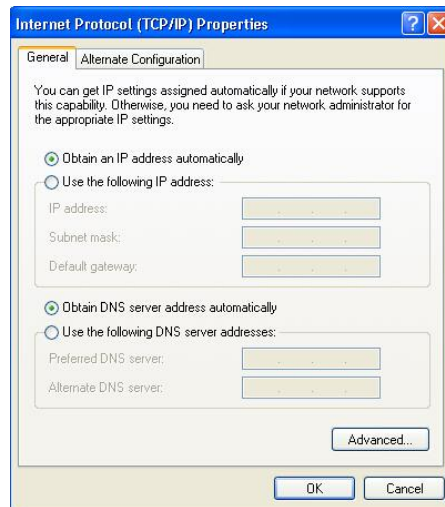 Internet Protocol (TCP/IP) Properties
General Alternate Configuration
You can get IP settings assigned automatically if your network supports
this capability. Otherwise, you need to ask your network administrator for
the appropriate IP settings.
Obtain an IP address automatically
Use the following IP address:
IP address:
Subnet mask:
Default gateway:
Obtain DNS server address automatically
Use the following DNS server addresses:
Preferred DNS server:
Alternate DNS server:
Advanced...
OK Cancel